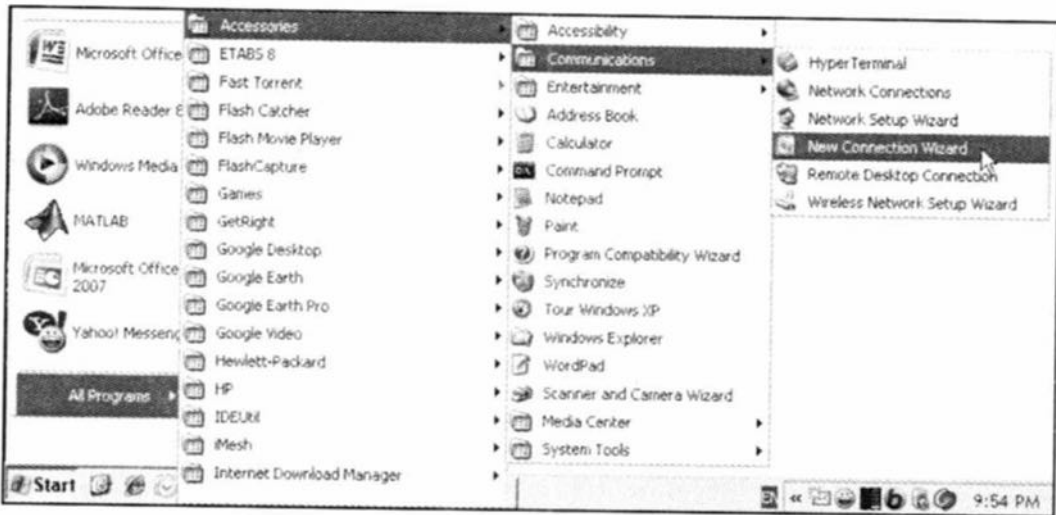 Microsoft Office
Adobe Reader 8
Windows Media
MATLAB
Microsoft Office
2007
Yahoo! Messeng
All Programs
Start
Accessories
ETABS 8
Fast Torrent
Flash Catcher
Flash Movie Player
FlashCapture
Games
GetRight
Google Desktop
Google Earth
Google Earth Pro
Google Video
Hewlett-Packard
HP
IDEUtil
iMesh
Internet Download Manager
Accessibility
Communications
Entertainment
Address Book
Calculator
Command Prompt
Notepad
Paint
Program Compatibility Wizard
Synchronize
Tour Windows XP
Windows Explorer
WordPad
Scanner and Camera Wizard
Media Center
System Tools
HyperTerminal
Network Connections
Network Setup Wizard
New Connection Wizard
Remote Desktop Connection
Wireless Network Setup Wizard
EN
9:54 PM